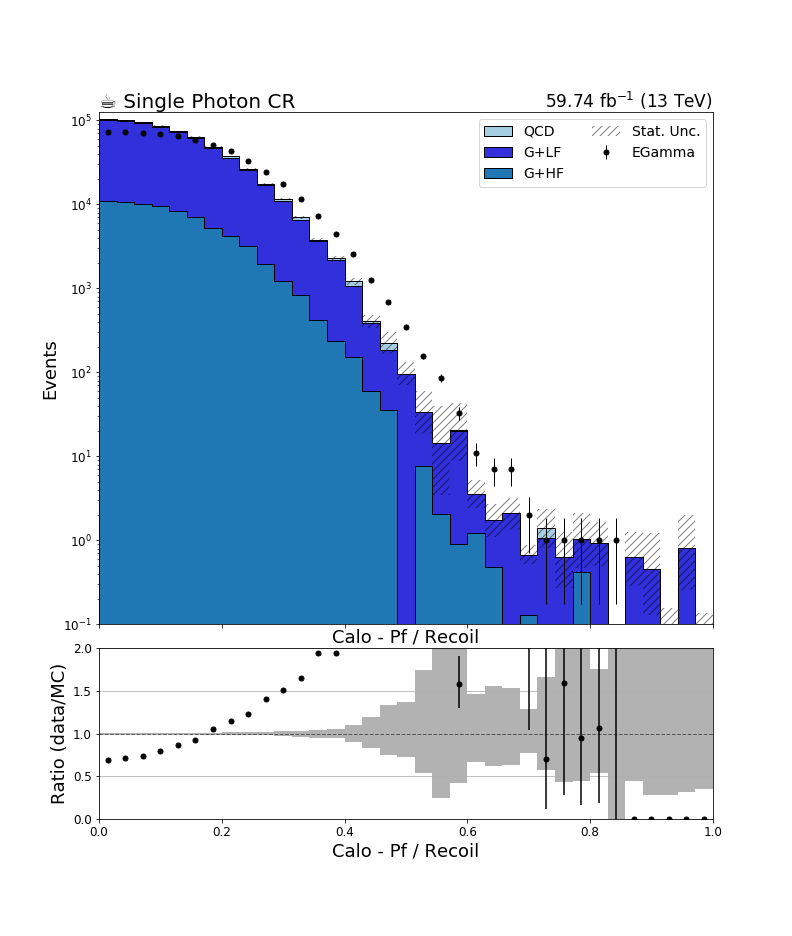 ☕ Single Photon CR
59.74 fb⁻¹ (13 TeV)
QCD
G+LF
G+HF
Stat. Unc.
EGamma
Events
10⁵
10⁴
10³
10²
10¹
10⁰
10⁻¹
Calo - Pf / Recoil
Ratio (data/MC)
2.0
1.5
1.0
0.5
0.0
0.0 0.2 0.4 0.6 0.8 1.0
Calo - Pf / Recoil